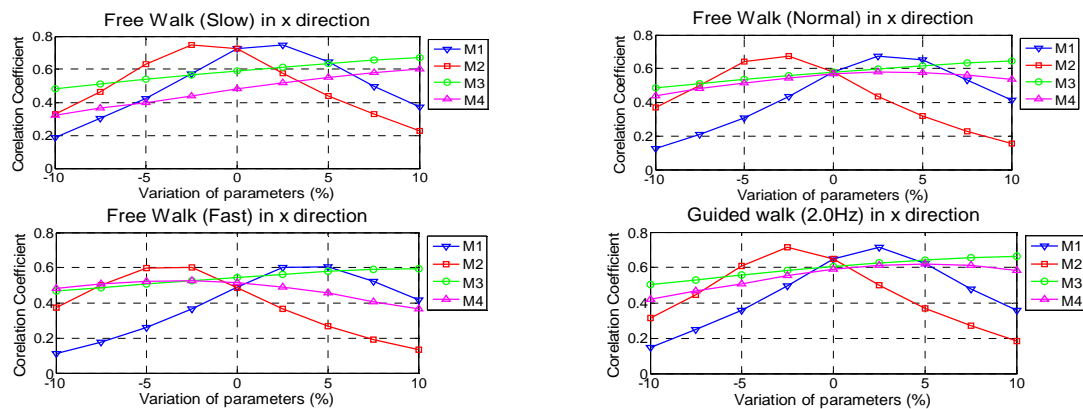 Free Walk (Slow) in x direction
Corelation Coefficient
0.8
0.6
0.4
0.2
0
-10
-5
0
5
10
Variation of parameters (%)
M1
M2
M3
M4
Free Walk (Normal) in x direction
Corelation Coefficient
0.8
0.6
0.4
0.2
0
-10
-5
0
5
10
Variation of parameters (%)
M1
M2
M3
M4
Free Walk (Fast) in x direction
Corelation Coefficient
0.8
0.6
0.4
0.2
0
-10
-5
0
5
10
Variation of parameters (%)
M1
M2
M3
M4
Guided walk (2.0Hz) in x direction
Corelation Coefficient
0.8
0.6
0.4
0.2
0
-10
-5
0
5
10
Variation of parameters (%)
M1
M2
M3
M4